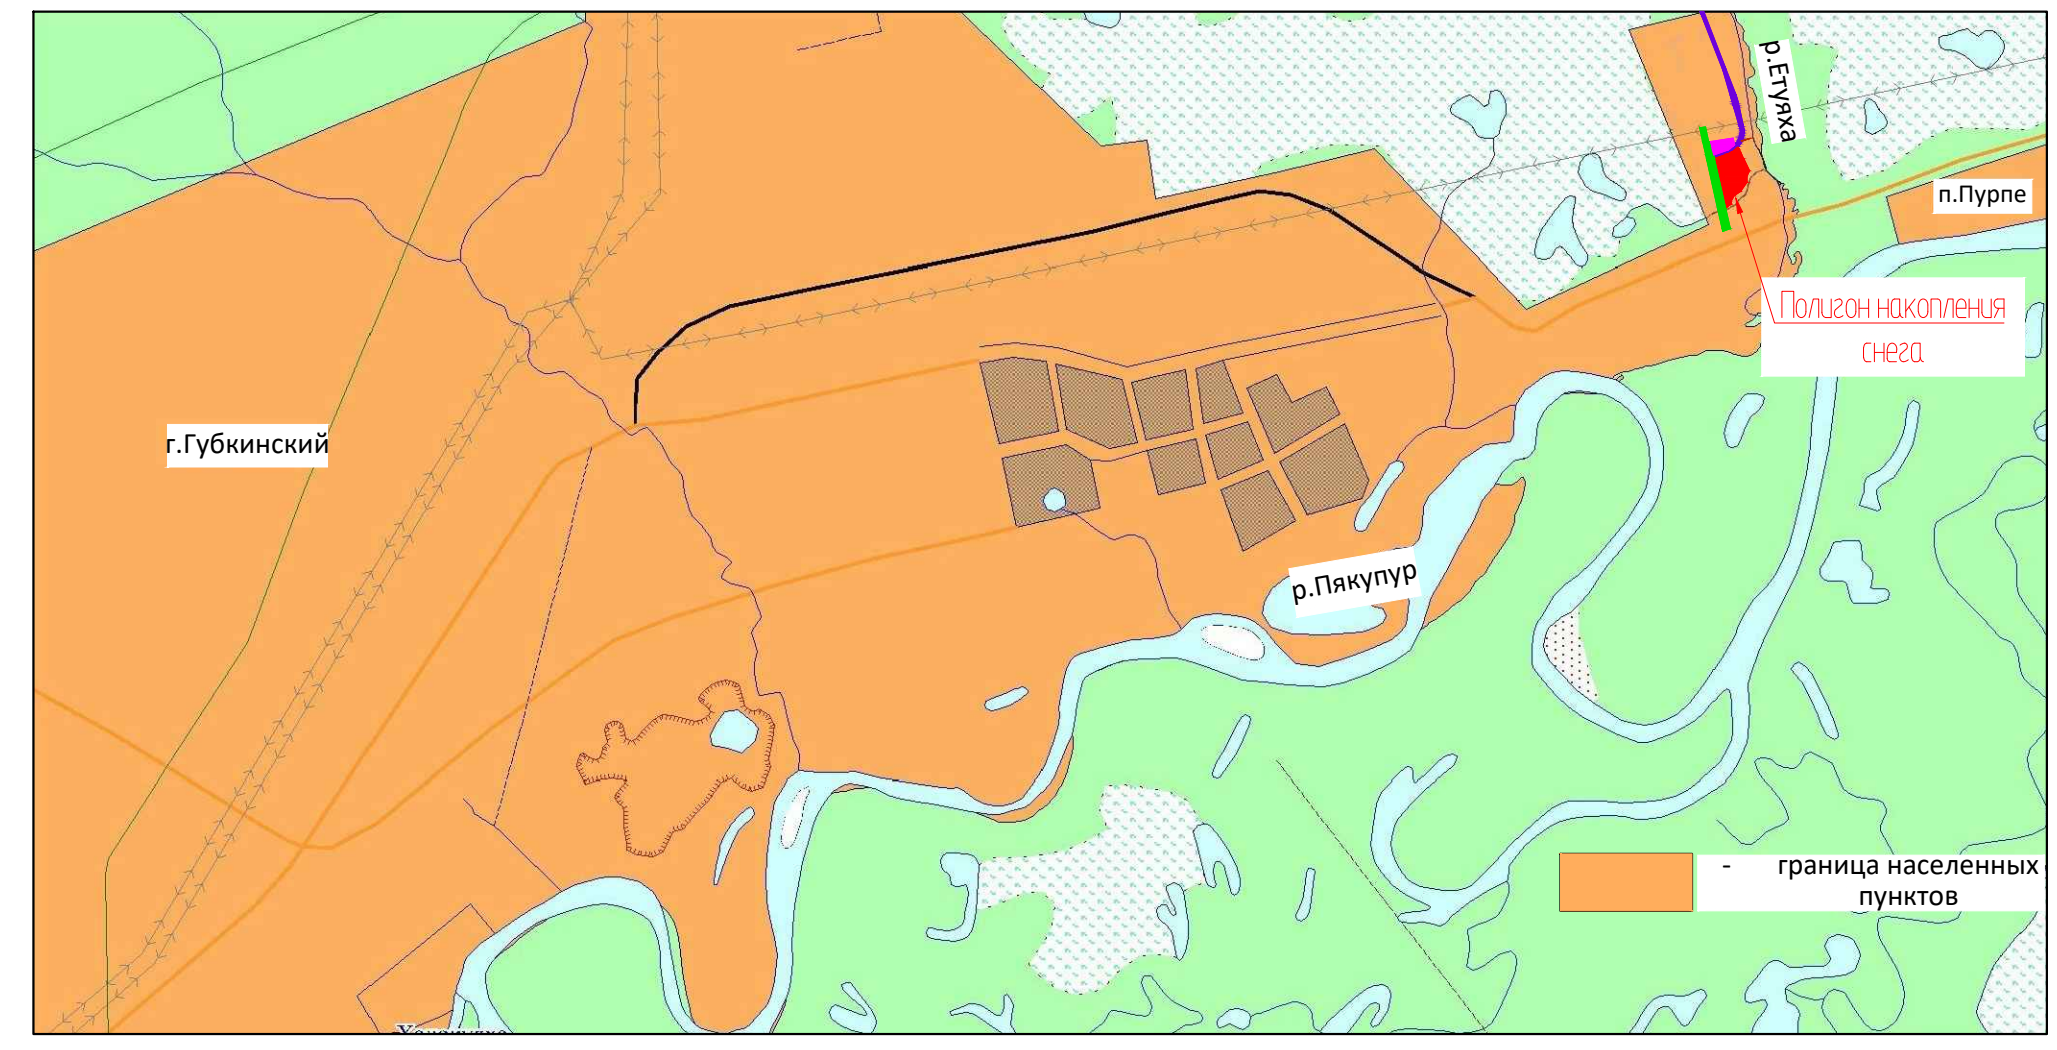 р.Етуяха
п.Пурпе
Полигон накопления
снега
г.Губкинский
р.Пякупур
- граница населенных
пунктов